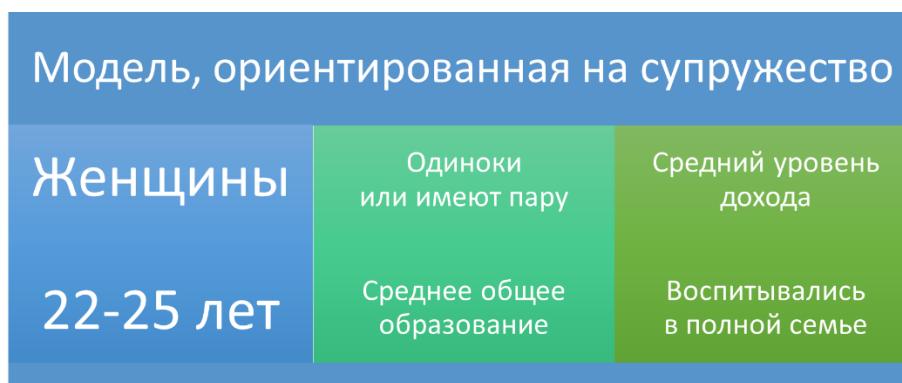 Модель, ориентированная на супружество
Женщины
22-25 лет
Одиноки
или имеют пару
Среднее общее
образование
Средний уровень
дохода
Воспитывались
в полной семье